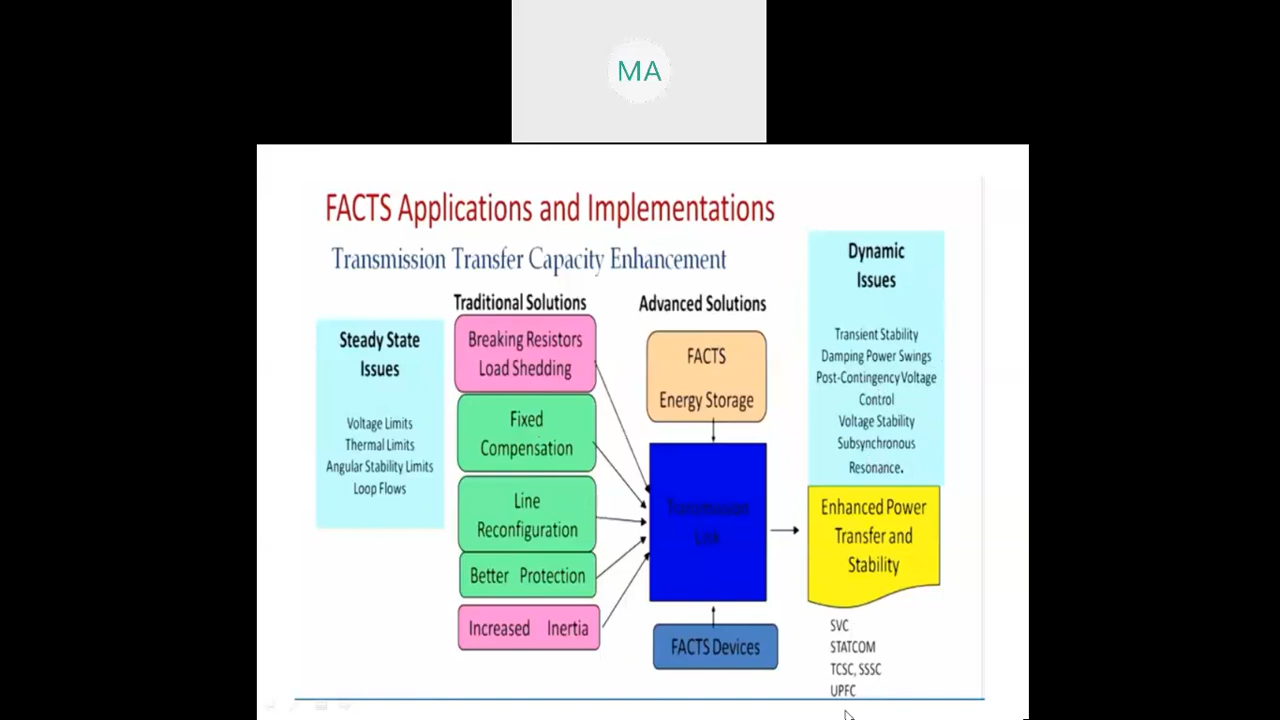 MA
FACTS Applications and Implementations
Transmission Transfer Capacity Enhancement
Traditional Solutions
Advanced Solutions
Steady State
Issues
Voltage Limits
Thermal Limits
Angular Stability Limits
Loop Flows
Breaking Resistors
Load Shedding
Fixed
Compensation
Line
Reconfiguration
Better Protection
Increased Inertia
FACTS
Energy Storage
Transmission
Link
FACTS Devices
Dynamic
Issues
Transient Stability
Damping Power Swings
Post-Contingency Voltage
Control
Voltage Stability
Subsynchronous
Resonance.
Enhanced Power
Transfer and
Stability
SVC
STATCOM
TCSC, SSSC
UPFC